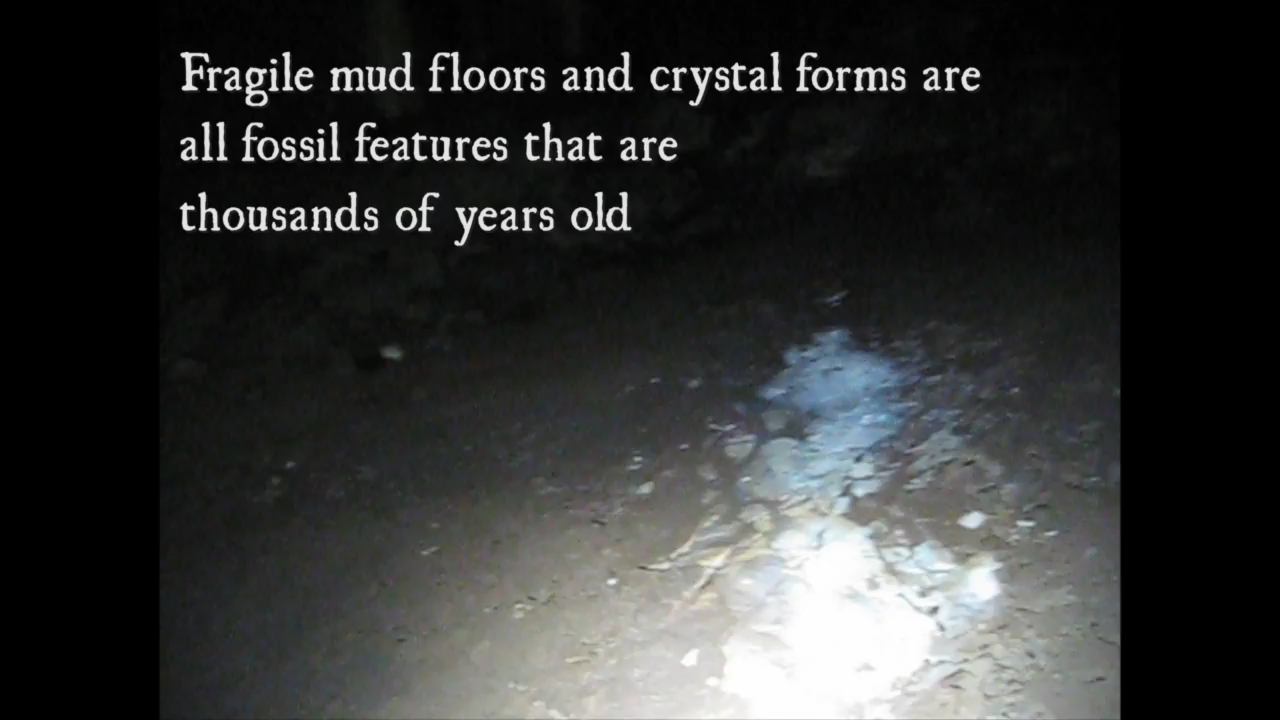 Fragile mud floors and crystal forms are
all fossil features that are
thousands of years old